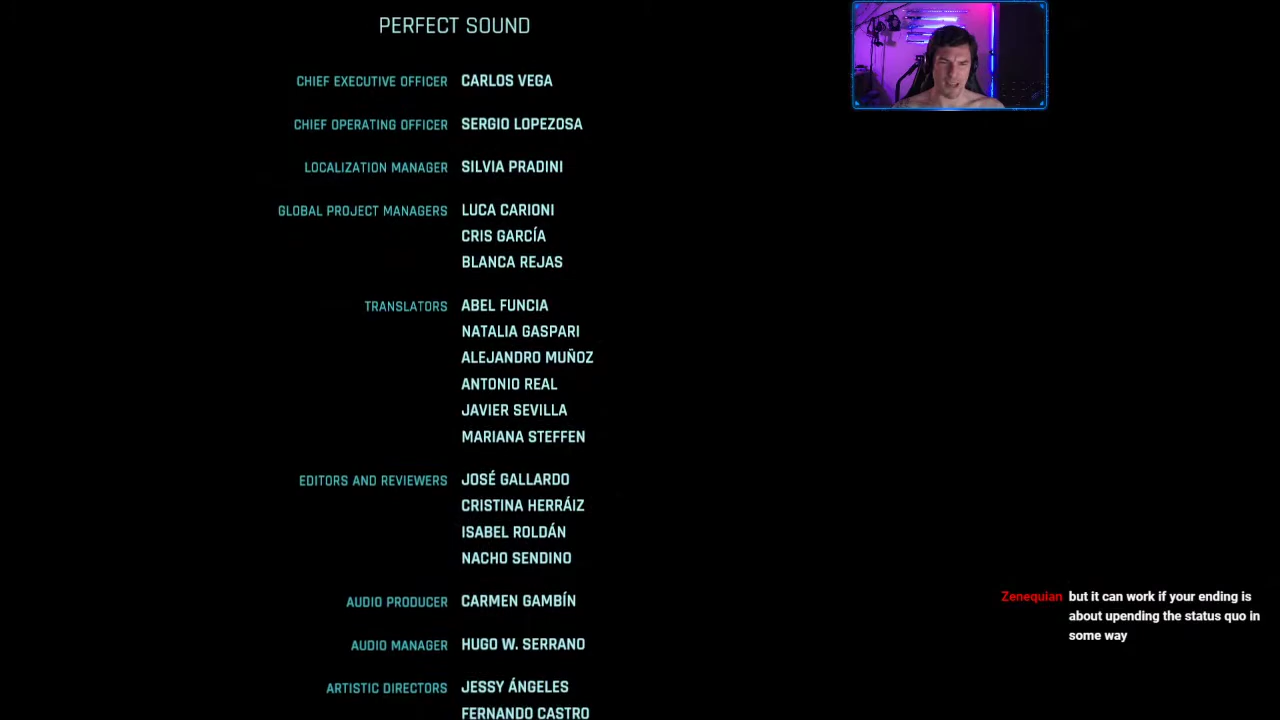 PERFECT SOUND
CHIEF EXECUTIVE OFFICER CARLOS VEGA
CHIEF OPERATING OFFICER SERGIO LOPEZOSA
LOCALIZATION MANAGER SILVIA PRADINI
GLOBAL PROJECT MANAGERS LUCA CARIONI
CRIS GARCÍA
BLANCA REJAS
TRANSLATORS ABEL FUNCIA
NATALIA GASPARI
ALEJANDRO MUÑOZ
ANTONIO REAL
JAVIER SEVILLA
MARIANA STEFFEN
EDITORS AND REVIEWERS JOSÉ GALLARDO
CRISTINA HERRÁIZ
ISABEL ROLDÁN
NACHO SENDINO
AUDIO PRODUCER CARMEN GAMBÍN
AUDIO MANAGER HUGO W. SERRANO
ARTISTIC DIRECTORS JESSY ÁNGELES
FERNANDO CASTRO
Zenequian but it can work if your ending is
about upending the status quo in
some way